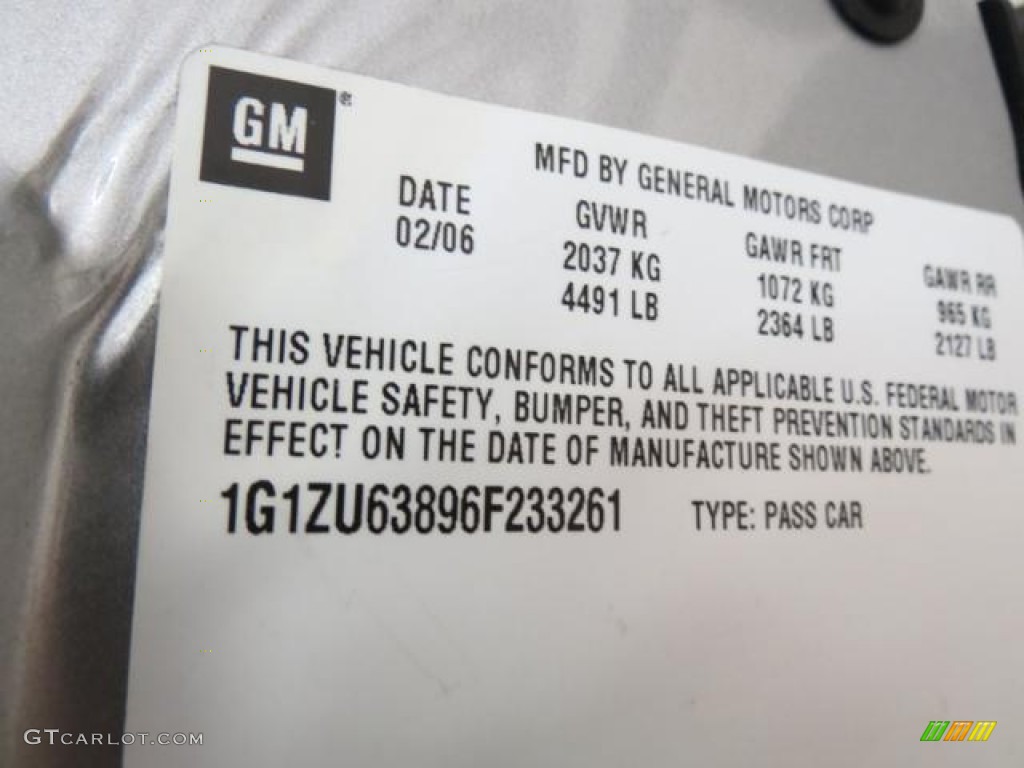 GM®
MFD BY GENERAL MOTORS CORP
DATE GVWR GAWR FRT GAWR RR
02/06 2037 KG 1072 KG 965 KG
4491 LB 2364 LB 2127 LB
THIS VEHICLE CONFORMS TO ALL APPLICABLE U.S. FEDERAL MOTOR
VEHICLE SAFETY, BUMPER, AND THEFT PREVENTION STANDARDS IN
EFFECT ON THE DATE OF MANUFACTURE SHOWN ABOVE.
1G1ZU63896F233261 TYPE: PASS CAR
GTCARLOT.COM